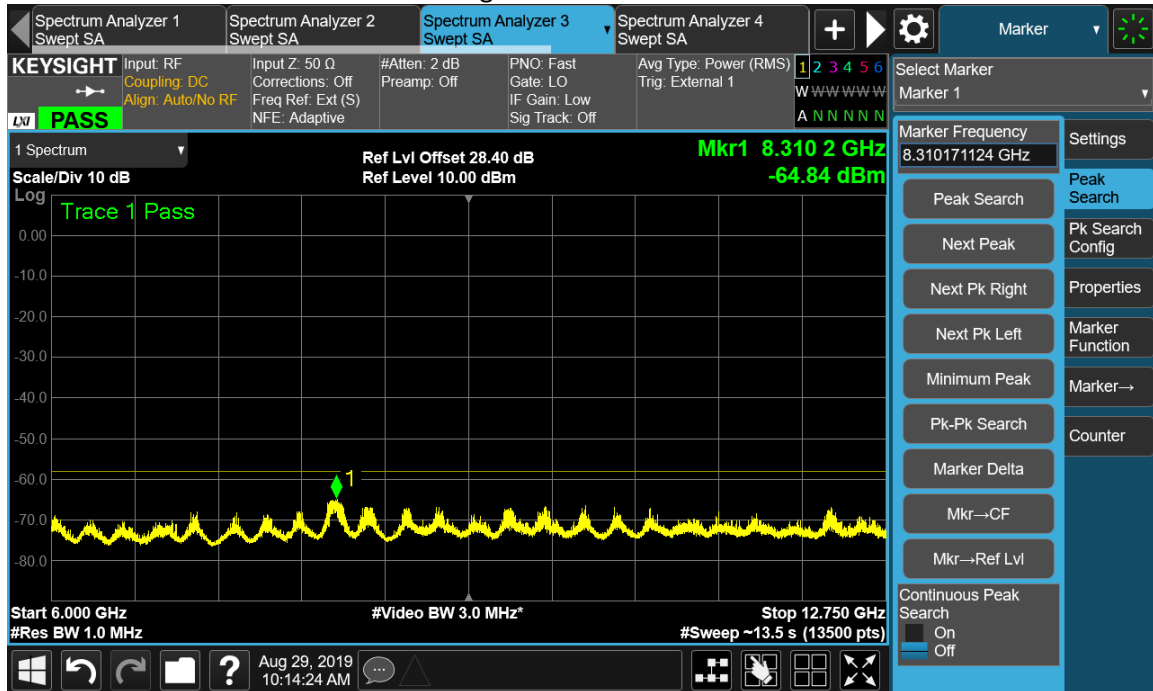 Spectrum Analyzer 1
Swept SA
Spectrum Analyzer 2
Swept SA
Spectrum Analyzer 3
Swept SA
Spectrum Analyzer 4
Swept SA
Marker
KEYSIGHT
LXI PASS
Input: RF
Coupling: DC
Align: Auto/No RF
Input Z: 50 Ω
Corrections: Off
Freq Ref: Ext (S)
NFE: Adaptive
#Atten: 2 dB
Preamp: Off
PNO: Fast
Gate: LO
IF Gain: Low
Sig Track: Off
Avg Type: Power (RMS)
Trig: External 1
1 2 3 4 5 6
W W W W W W
A N N N N N
Select Marker
Marker 1
1 Spectrum
Scale/Div 10 dB
Ref Lvl Offset 28.40 dB
Ref Level 10.00 dBm
Mkr1 8.310 2 GHz
-64.84 dBm
Log
Trace 1 Pass
0.00
-10.0
-20.0
-30.0
-40.0
-50.0
-60.0
-70.0
-80.0
1
Start 6.000 GHz
#Res BW 1.0 MHz
#Video BW 3.0 MHz*
Stop 12.750 GHz
#Sweep ~13.5 s (13500 pts)
Marker Frequency
8.310171124 GHz
Peak Search
Next Peak
Next Pk Right
Next Pk Left
Minimum Peak
Pk-Pk Search
Marker Delta
Mkr→CF
Mkr→Ref Lvl
Continuous Peak
Search
On
Off
Settings
Peak
Search
Pk Search
Config
Properties
Marker
Function
Marker→
Counter
?
Aug 29, 2019
10:14:24 AM